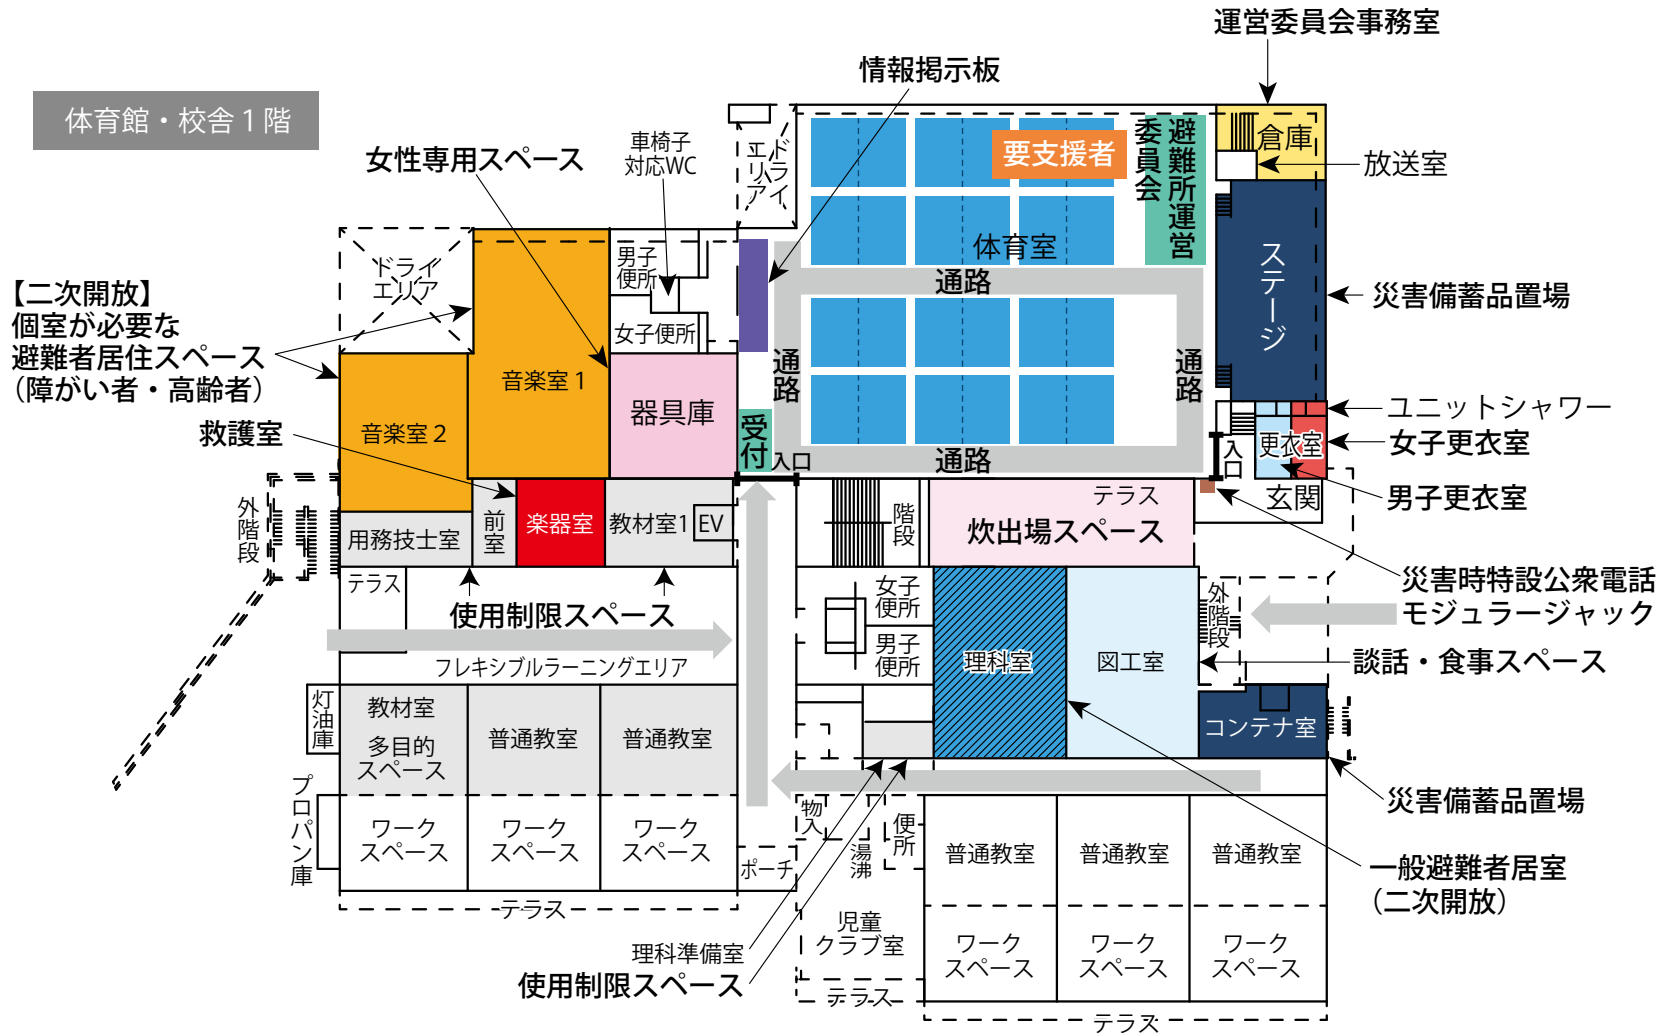 体育館・校舎１階
運営委員会事務室
情報掲示板
女性専用スペース
車椅子
対応WC
ドライ
エリア
要支援者
避難所運営
委員会
倉庫
放送室
体育室
通路
ステージ
災害備蓄品置場
ドライ
エリア
男子
便所
女子便所
【二次開放】
個室が必要な
避難者居住スペース
（障がい者・高齢者）
音楽室１
音楽室２
器具庫
通路
通路
受付
入口
通路
入口
更衣室
ユニットシャワー
女子更衣室
男子更衣室
玄関
救護室
外階段
用務技士室
前室
楽器室
教材室1
EV
階段
テラス
炊出場スペース
災害時特設公衆電話
モジュラージャック
テラス
使用制限スペース
フレキシブルラーニングエリア
女子
便所
男子
便所
理科室
図工室
外階段
談話・食事スペース
コンテナ室
災害備蓄品置場
灯油庫
教材室
多目的
スペース
普通教室
普通教室
プロパン庫
ワーク
スペース
ワーク
スペース
ワーク
スペース
ポーチ
テラス
物入
湯沸
便所
普通教室
普通教室
普通教室
一般避難者居室
（二次開放）
児童
クラブ室
ワーク
スペース
ワーク
スペース
ワーク
スペース
理科準備室
使用制限スペース
テラス
テラス